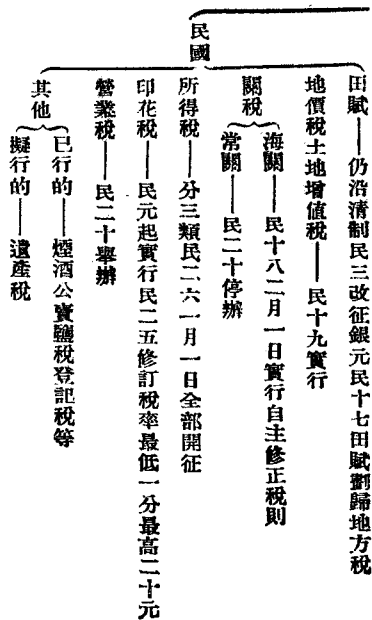 民國
田賦——仍沿清制民三改征銀元民十七田賦劃歸地方稅
地價稅土地增值稅——民十九實行
關稅
海關——民十八二月一日實行自主修正稅則
常關——民二十停辦
所得稅——分三類民二六一月一日全部開征
印花稅——民元起實行民二五修訂稅率最低一分最高二十元
營業稅——民二十舉辦
其他
已行的——煙酒公賣鹽稅登記稅等
擬行的——遺產稅